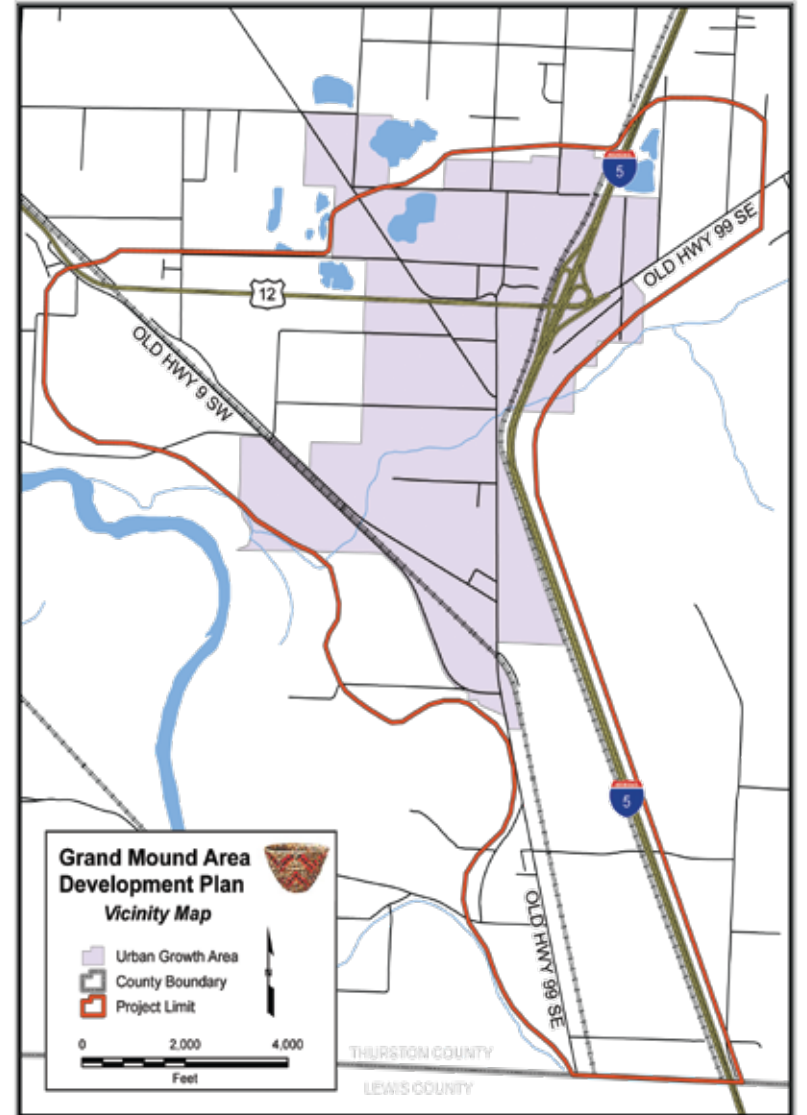 5
OLD HWY 99 SE
12
OLD HWY 9 SW
5
OLD HWY 99 SE
Grand Mound Area
Development Plan
Vicinity Map
Urban Growth Area
County Boundary
Project Limit
N
0 2,000 4,000
Feet
THURSTON COUNTY
LEWIS COUNTY